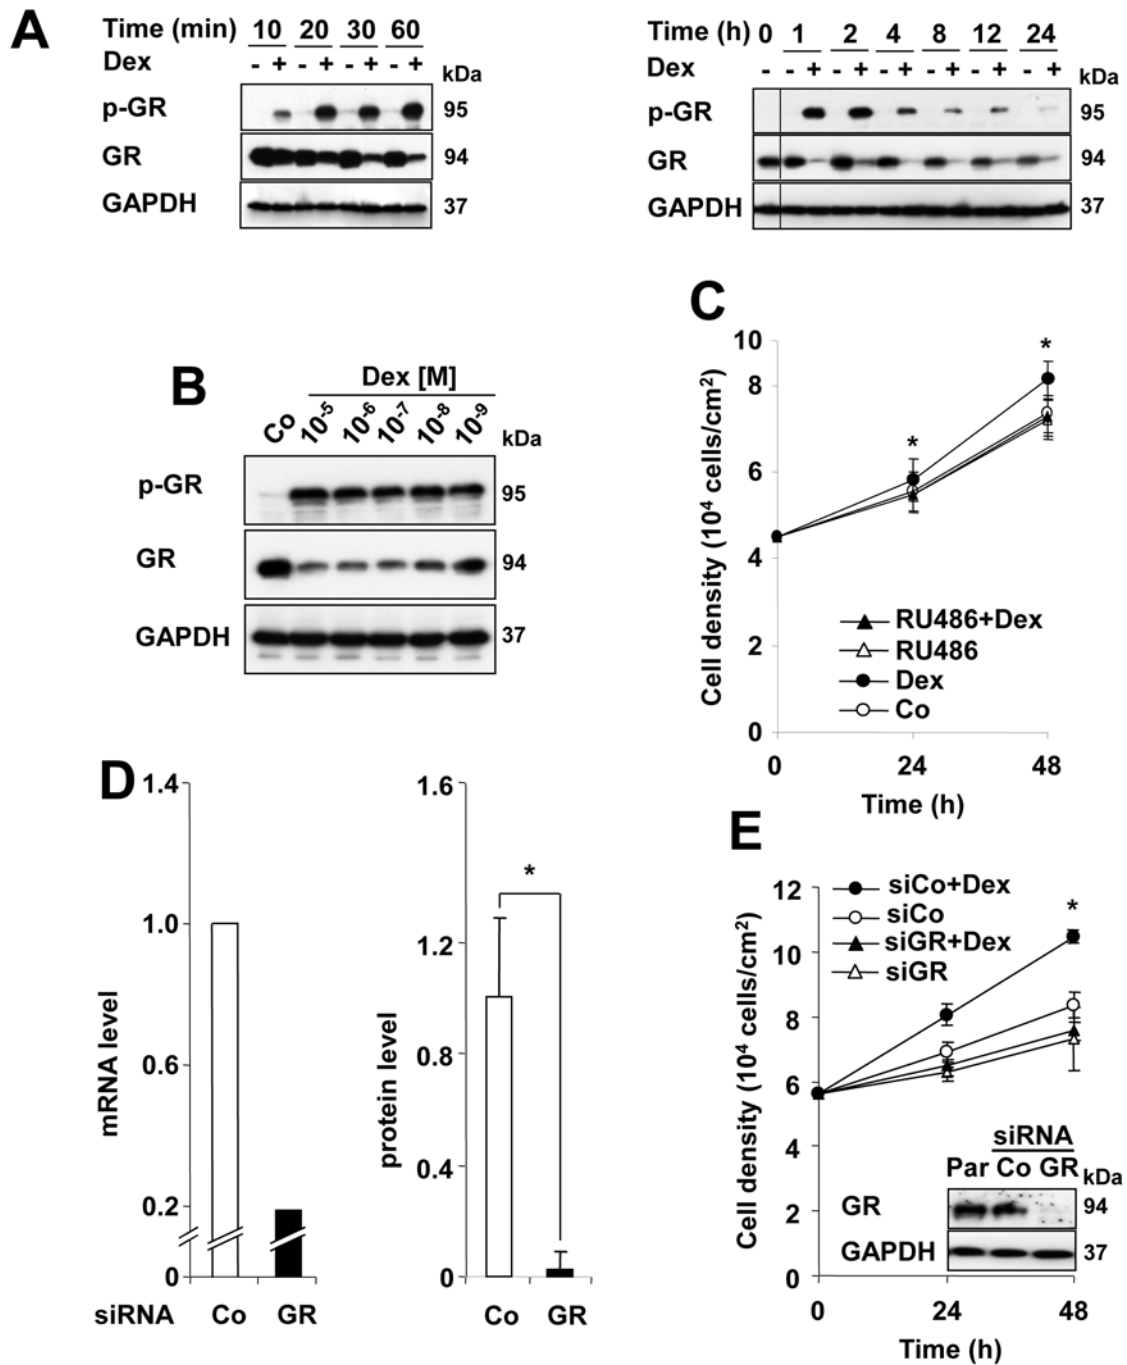 A
Time (min) 10 20 30 60
Dex - + - + - + - + kDa
p-GR 95
GR 94
GAPDH 37
Time (h) 0 1 2 4 8 12 24
Dex - - + - + - + - + - + - + kDa
p-GR 95
GR 94
GAPDH 37
B
Dex [M]
Co 10-5 10-6 10-7 10-8 10-9 kDa
p-GR 95
GR 94
GAPDH 37
C
Cell density (10⁴ cells/cm²)
10
8
6
4
2
0
*
*
RU486+Dex
RU486
Dex
Co
0 24 48
Time (h)
D
mRNA level
1.4
1.0
0.6
0.2
0
siRNA Co GR
protein level
1.6
1.2
0.8
0.4
0
*
Co GR
E
Cell density (10⁴ cells/cm²)
12
10
8
6
4
2
0
siCo+Dex
siCo
siGR+Dex
siGR
*
siRNA
Par Co GR kDa
GR 94
GAPDH 37
0 24 48
Time (h)